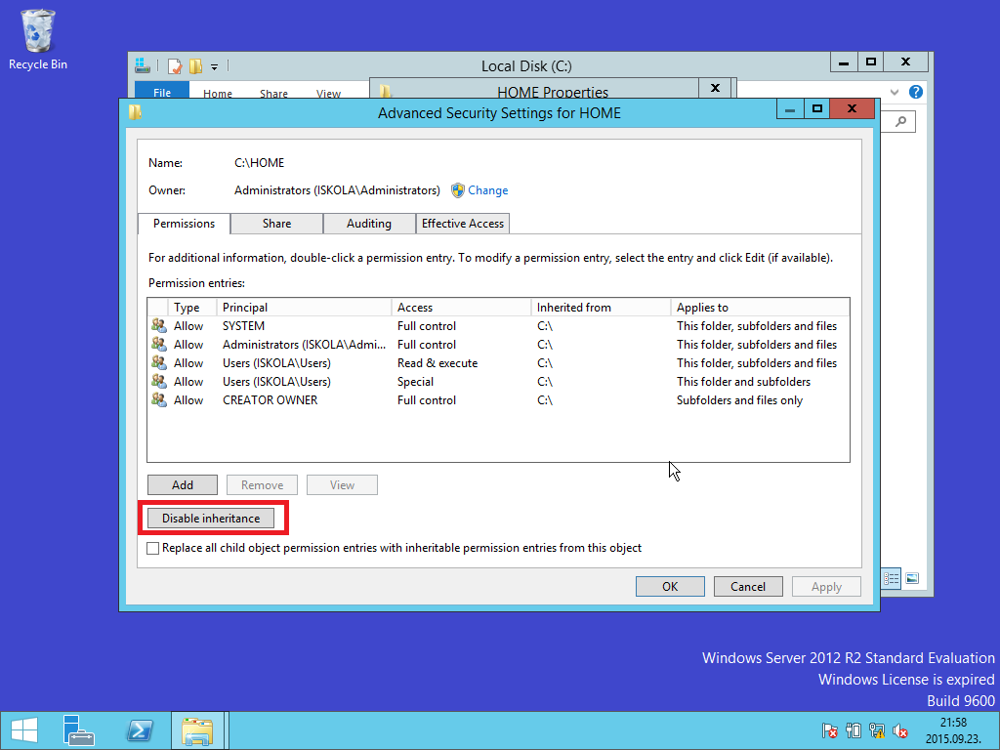 Recycle Bin
Local Disk (C:)
File Home Share View
HOME Properties
Advanced Security Settings for HOME
Name: C:\HOME
Owner: Administrators (ISKOLA\Administrators) Change
Permissions Share Auditing Effective Access
For additional information, double-click a permission entry. To modify a permission entry, select the entry and click Edit (if available).
Permission entries:
Type Principal Access Inherited from Applies to
Allow SYSTEM Full control C:\ This folder, subfolders and files
Allow Administrators (ISKOLA\Admi... Full control C:\ This folder, subfolders and files
Allow Users (ISKOLA\Users) Read & execute C:\ This folder, subfolders and files
Allow Users (ISKOLA\Users) Special C:\ This folder and subfolders
Allow CREATOR OWNER Full control C:\ Subfolders and files only
Add Remove View
Disable inheritance
Replace all child object permission entries with inheritable permission entries from this object
OK Cancel Apply
Windows Server 2012 R2 Standard Evaluation
Windows License is expired
Build 9600
21:58
2015.09.23.